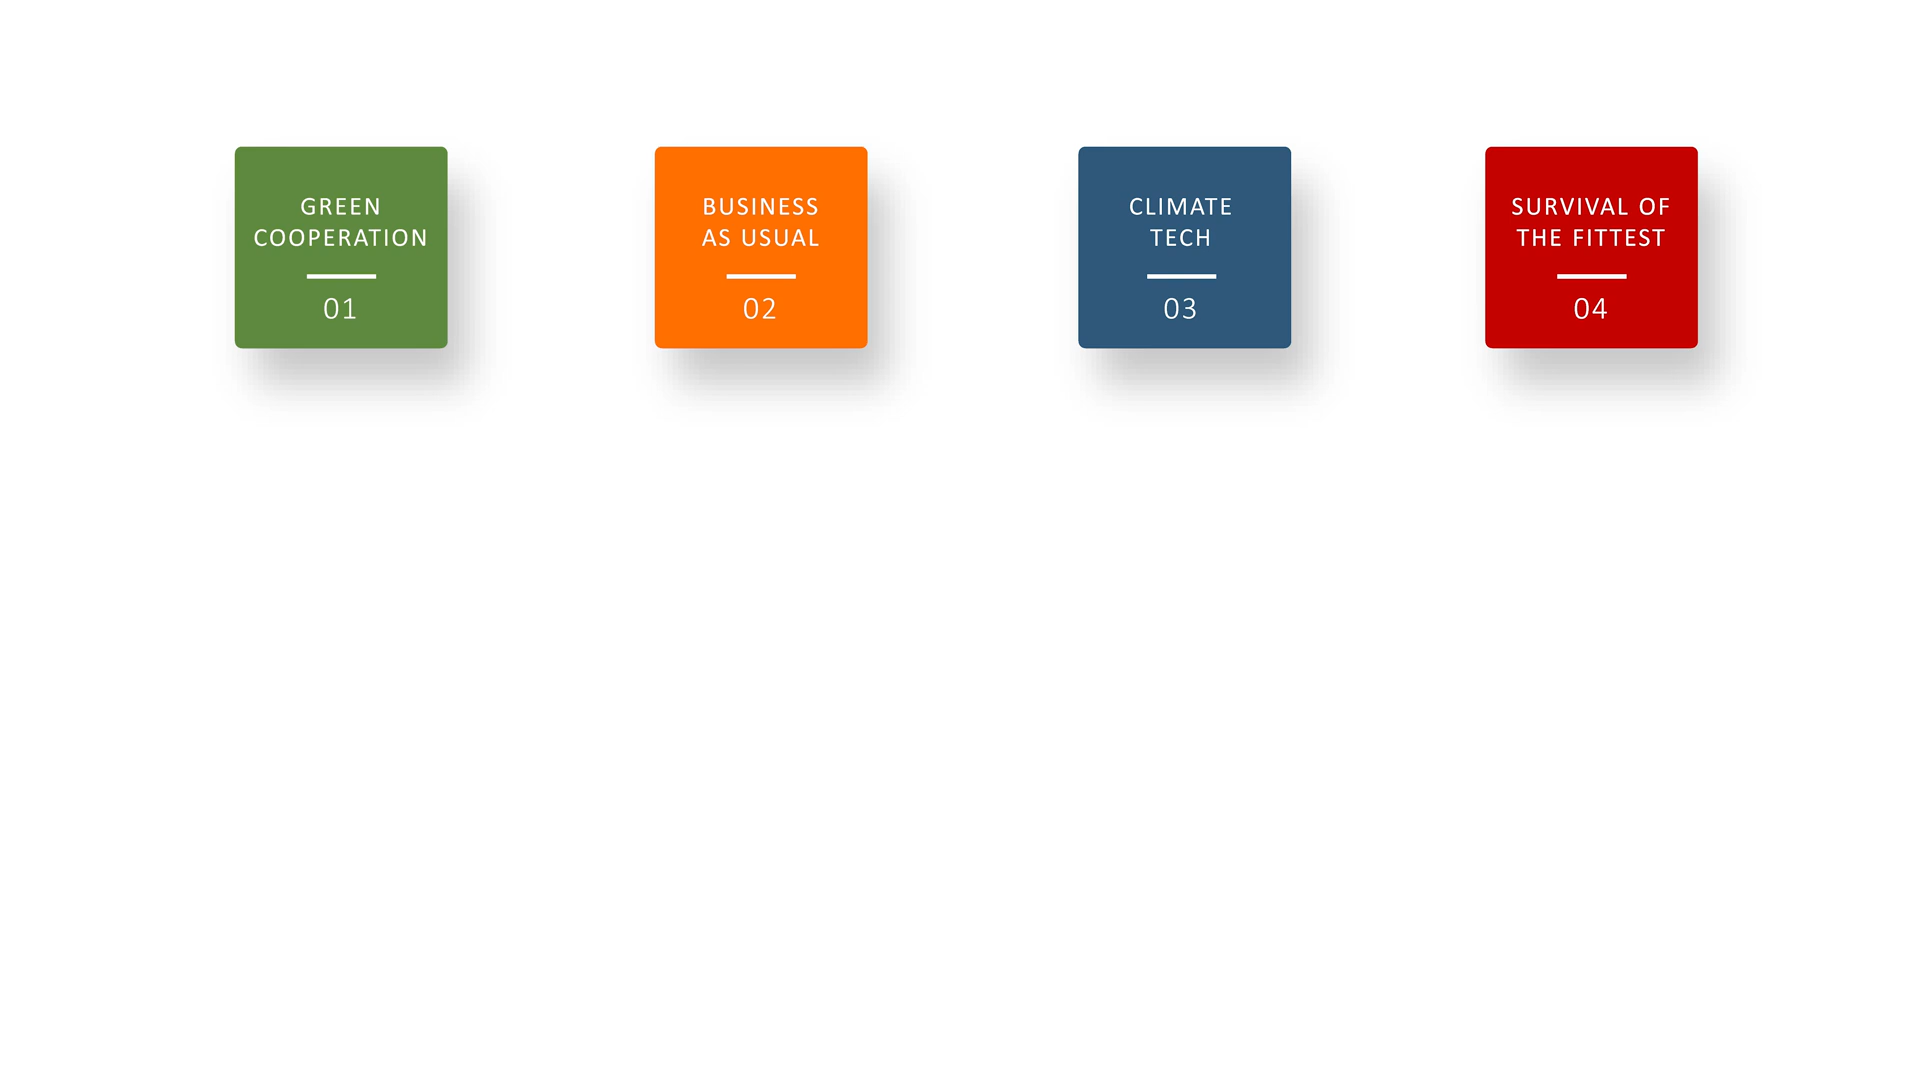 GREEN
COOPERATION
01
BUSINESS
AS USUAL
02
CLIMATE
TECH
03
SURVIVAL OF
THE FITTEST
04